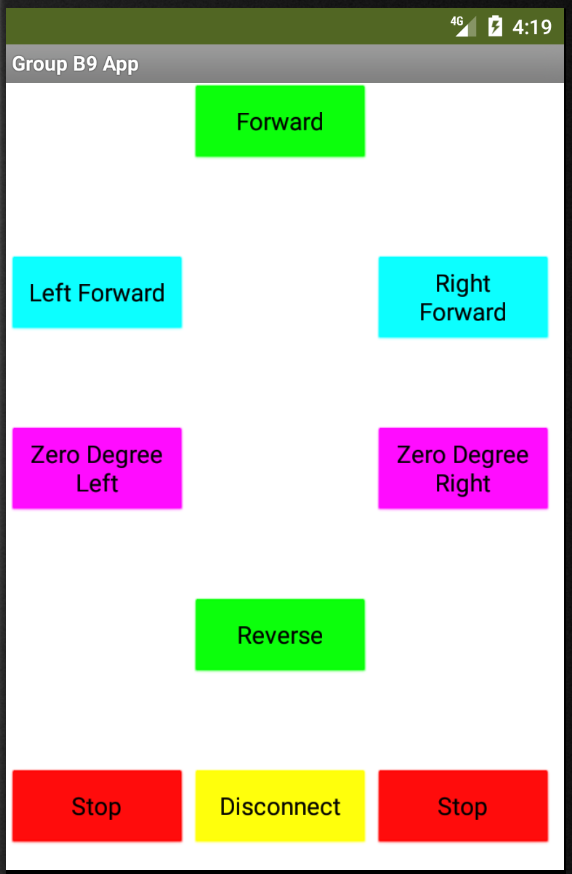 4G 4:19
Group B9 App
Forward
Left Forward
Right
Forward
Zero Degree
Left
Zero Degree
Right
Reverse
Stop
Disconnect
Stop